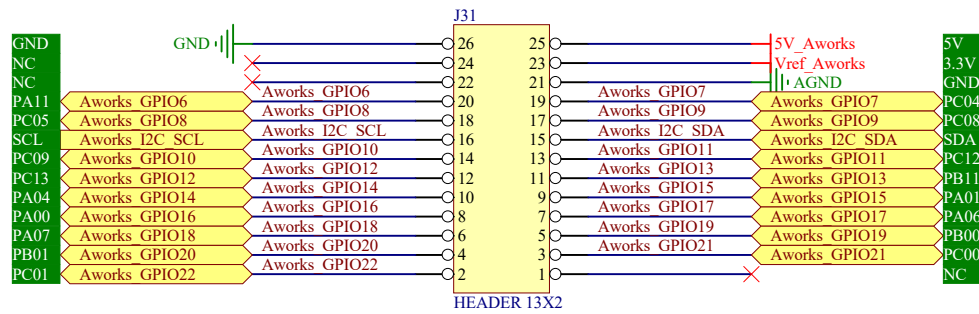 J31
GND GND 26 25 5V_Aworks 5V
NC 24 23 Vref_Aworks 3.3V
NC 22 21 AGND GND
PA11 Aworks_GPIO6 Aworks_GPIO6 20 19 Aworks_GPIO7 Aworks_GPIO7 PC04
PC05 Aworks_GPIO8 Aworks_GPIO8 18 17 Aworks_GPIO9 Aworks_GPIO9 PC08
SCL Aworks_I2C_SCL Aworks_I2C_SCL 16 15 Aworks_I2C_SDA Aworks_I2C_SDA SDA
PC09 Aworks_GPIO10 Aworks_GPIO10 14 13 Aworks_GPIO11 Aworks_GPIO11 PC12
PC13 Aworks_GPIO12 Aworks_GPIO12 12 11 Aworks_GPIO13 Aworks_GPIO13 PB11
PA04 Aworks_GPIO14 Aworks_GPIO14 10 9 Aworks_GPIO15 Aworks_GPIO15 PA01
PA00 Aworks_GPIO16 Aworks_GPIO16 8 7 Aworks_GPIO17 Aworks_GPIO17 PA06
PA07 Aworks_GPIO18 Aworks_GPIO18 6 5 Aworks_GPIO19 Aworks_GPIO19 PB00
PB01 Aworks_GPIO20 Aworks_GPIO20 4 3 Aworks_GPIO21 Aworks_GPIO21 PC00
PC01 Aworks_GPIO22 Aworks_GPIO22 2 1 NC
HEADER 13X2